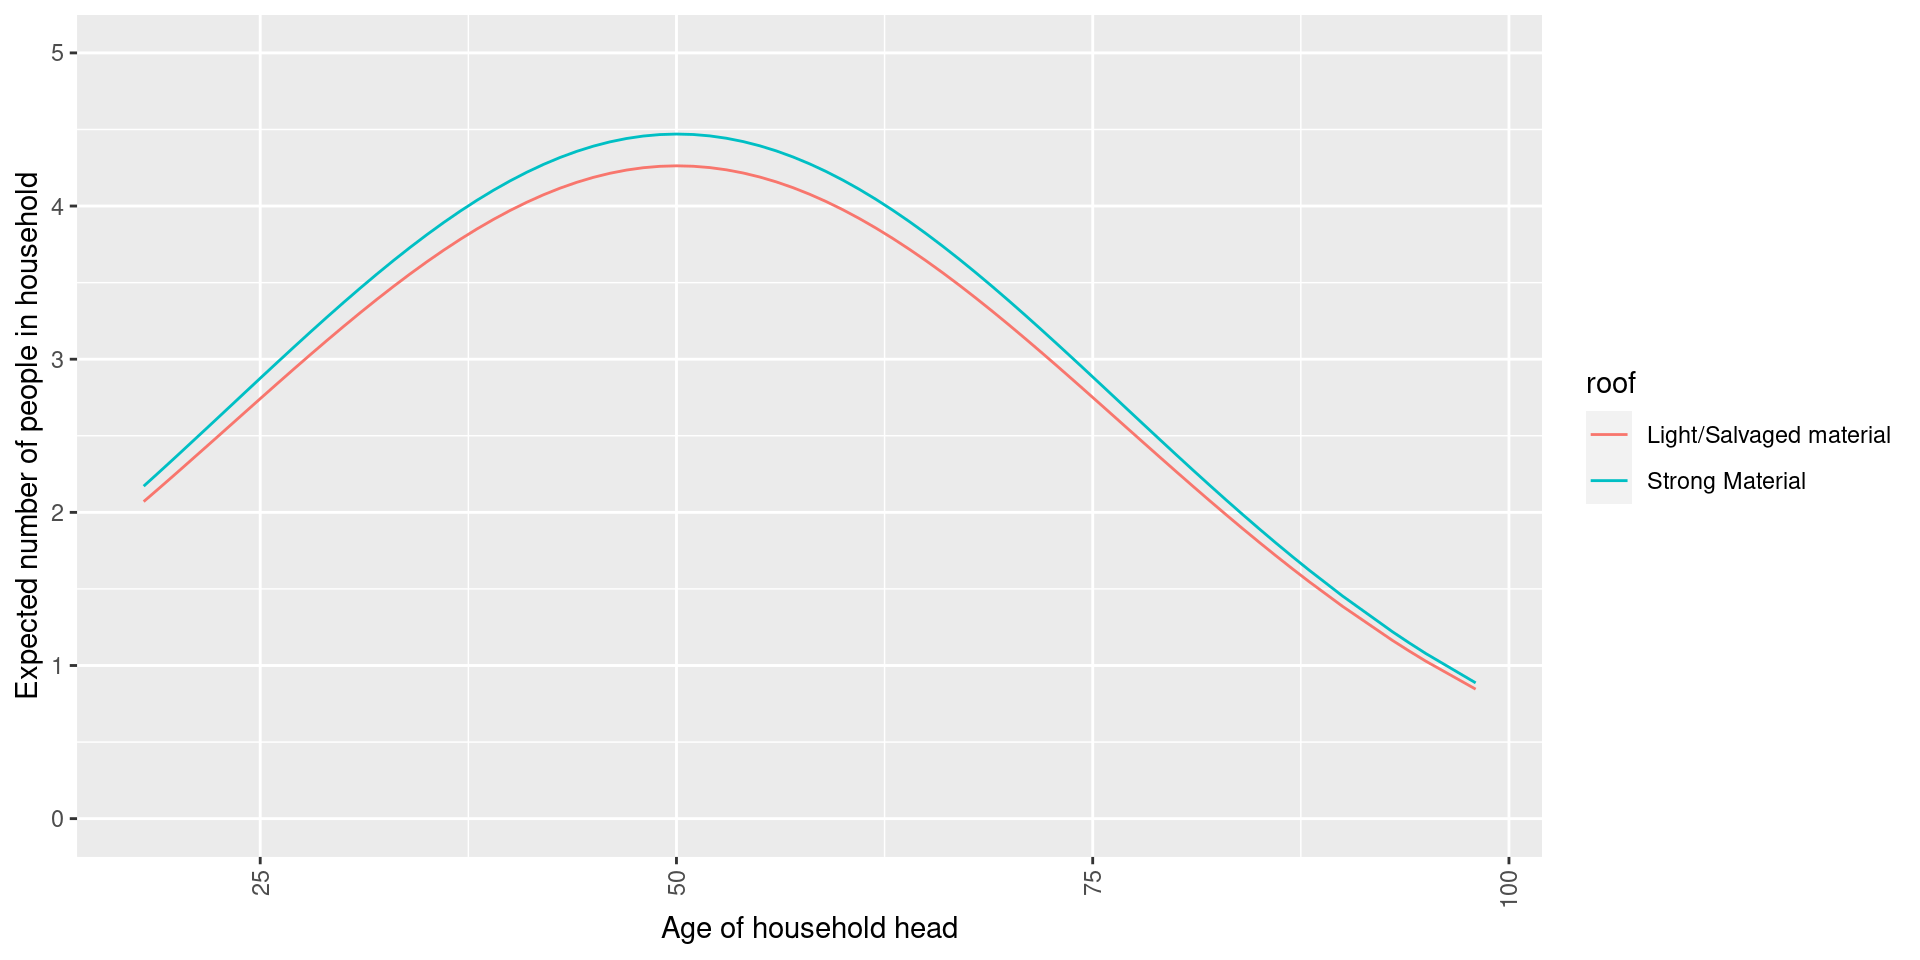 5
4
3
2
1
0
Expected number of people in household
25
50
75
100
Age of household head
roof
Light/Salvaged material
Strong Material